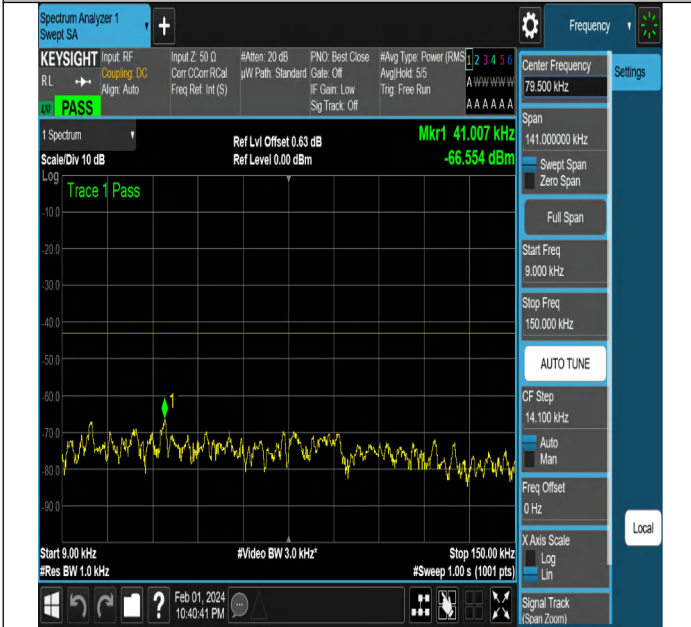 Spectrum Analyzer 1
Swept SA
Frequency
KEYSIGHT
RL
PASS
Input: RF
Coupling: DC
Align: Auto
Input Z: 50 Ω
Corr CCorr RCal
Freq Ref: Int (S)
#Atten: 20 dB
µW Path: Standard
PNO: Best Close
Gate: Off
IF Gain: Low
Sig Track: Off
#Avg Type: Power (RMS
Avg|Hold: 5/5
Trig: Free Run
1 2 3 4 5 6
A W W W W W
A A A A A A
1 Spectrum
Scale/Div 10 dB
Ref Lvl Offset 0.63 dB
Ref Level 0.00 dBm
Mkr1 41.007 kHz
-66.554 dBm
Log
Trace 1 Pass
-10.0
-20.0
-30.0
-40.0
-50.0
-60.0
-70.0
-80.0
-90.0
1
Start 9.00 kHz
#Res BW 1.0 kHz
#Video BW 3.0 kHz*
Stop 150.00 kHz
#Sweep 1.00 s (1001 pts)
Feb 01, 2024
10:40:41 PM
Center Frequency
79.500 kHz
Settings
Span
141.000000 kHz
Swept Span
Zero Span
Full Span
Start Freq
9.000 kHz
Stop Freq
150.000 kHz
AUTO TUNE
CF Step
14.100 kHz
Auto
Man
Freq Offset
0 Hz
X Axis Scale
Log
Lin
Local
Signal Track
(Span Zoom)